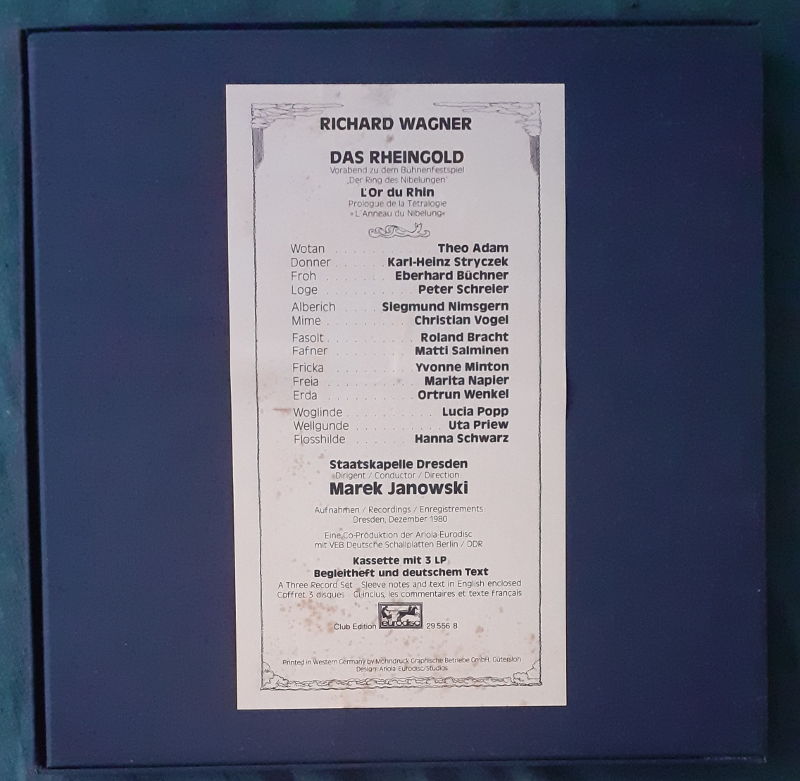 RICHARD WAGNER
DAS RHEINGOLD
Vorabend zu dem Bühnenfestspiel
„Der Ring des Nibelungen“
L'Or du Rhin
Prologue de la Tétralogie
»L'Anneau du Nibelung«
Wotan . . . . . . . . Theo Adam
Donner . . . . . . Karl-Heinz Stryczek
Froh . . . . . . Eberhard Büchner
Loge . . . . . . . . Peter Schreier
Alberich . . . . Siegmund Nimsgern
Mime . . . . . . . Christian Vogel
Fasolt . . . . . . . Roland Bracht
Fafner . . . . . . . Matti Salminen
Fricka . . . . . . . Yvonne Minton
Freia . . . . . . . Marita Napier
Erda . . . . . . . Ortrun Wenkel
Woglinde . . . . . . . Lucia Popp
Wellgunde . . . . . . . Uta Priew
Flosshilde . . . . . Hanna Schwarz
Staatskapelle Dresden
Dirigent / Conductor / Direction
Marek Janowski
Aufnahmen / Recordings / Enregistrements
Dresden, Dezember 1980
Eine Co-Produktion der Ariola-Eurodisc
mit VEB Deutsche Schallplatten Berlin / DDR
Kassette mit 3 LP
Begleitheft und deutschem Text
A Three Record Set Sleeve notes and text in English enclosed
Coffret 3 disques Ci-inclus, les commentaires et texte français
Club Edition eurodisc 29 556 8
Printed in Western Germany by Mohndruck Graphische Betriebe GmbH, Gütersloh
Design: Ariola-Eurodisc/Studios